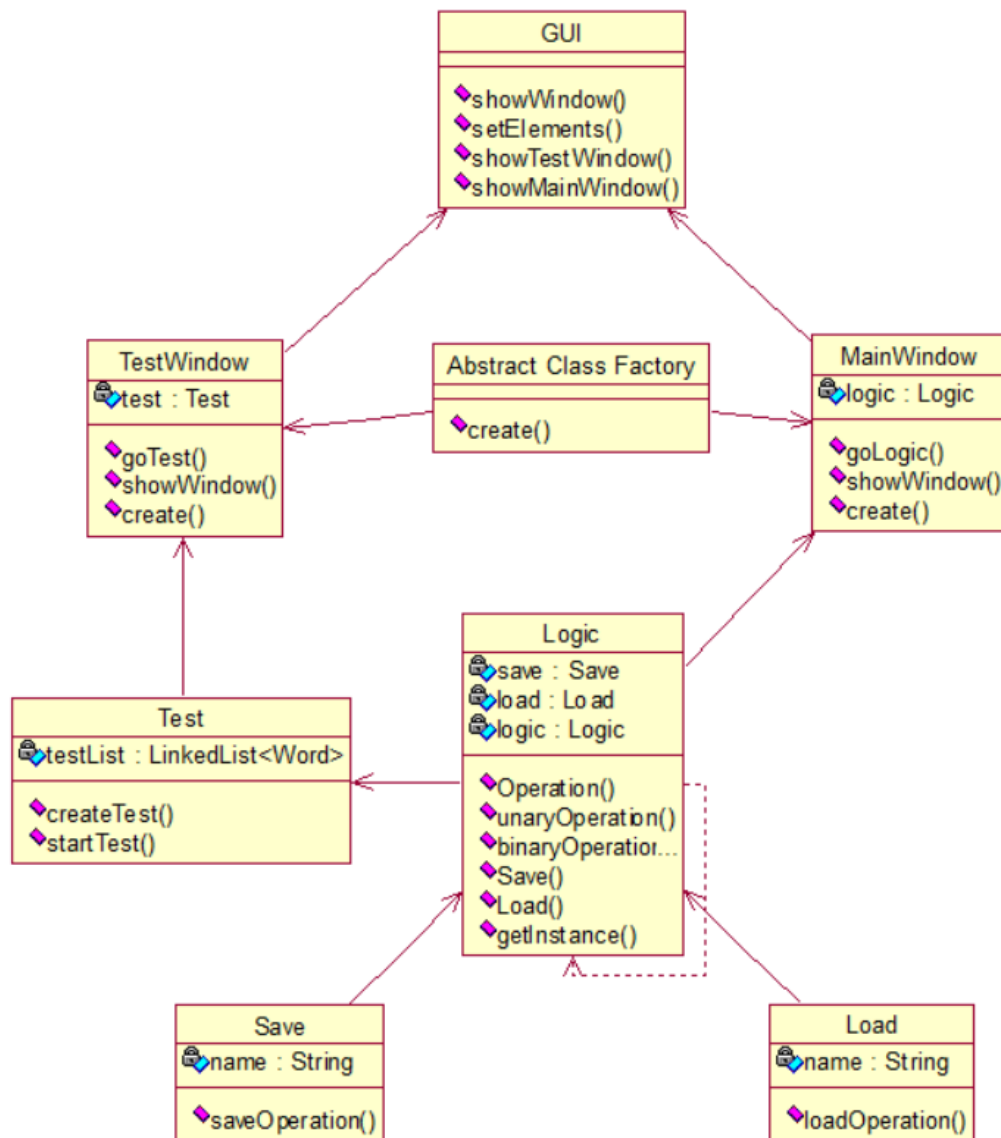 GUI
showWindow()
setElements()
showTestWindow()
showMainWindow()
TestWindow
test : Test
goTest()
showWindow()
create()
Abstract Class Factory
create()
MainWindow
logic : Logic
goLogic()
showWindow()
create()
Test
testList : LinkedList<Word>
createTest()
startTest()
Logic
save : Save
load : Load
logic : Logic
Operation()
unaryOperation()
binaryOperation...
Save()
Load()
getInstance()
Save
name : String
saveOperation()
Load
name : String
loadOperation()